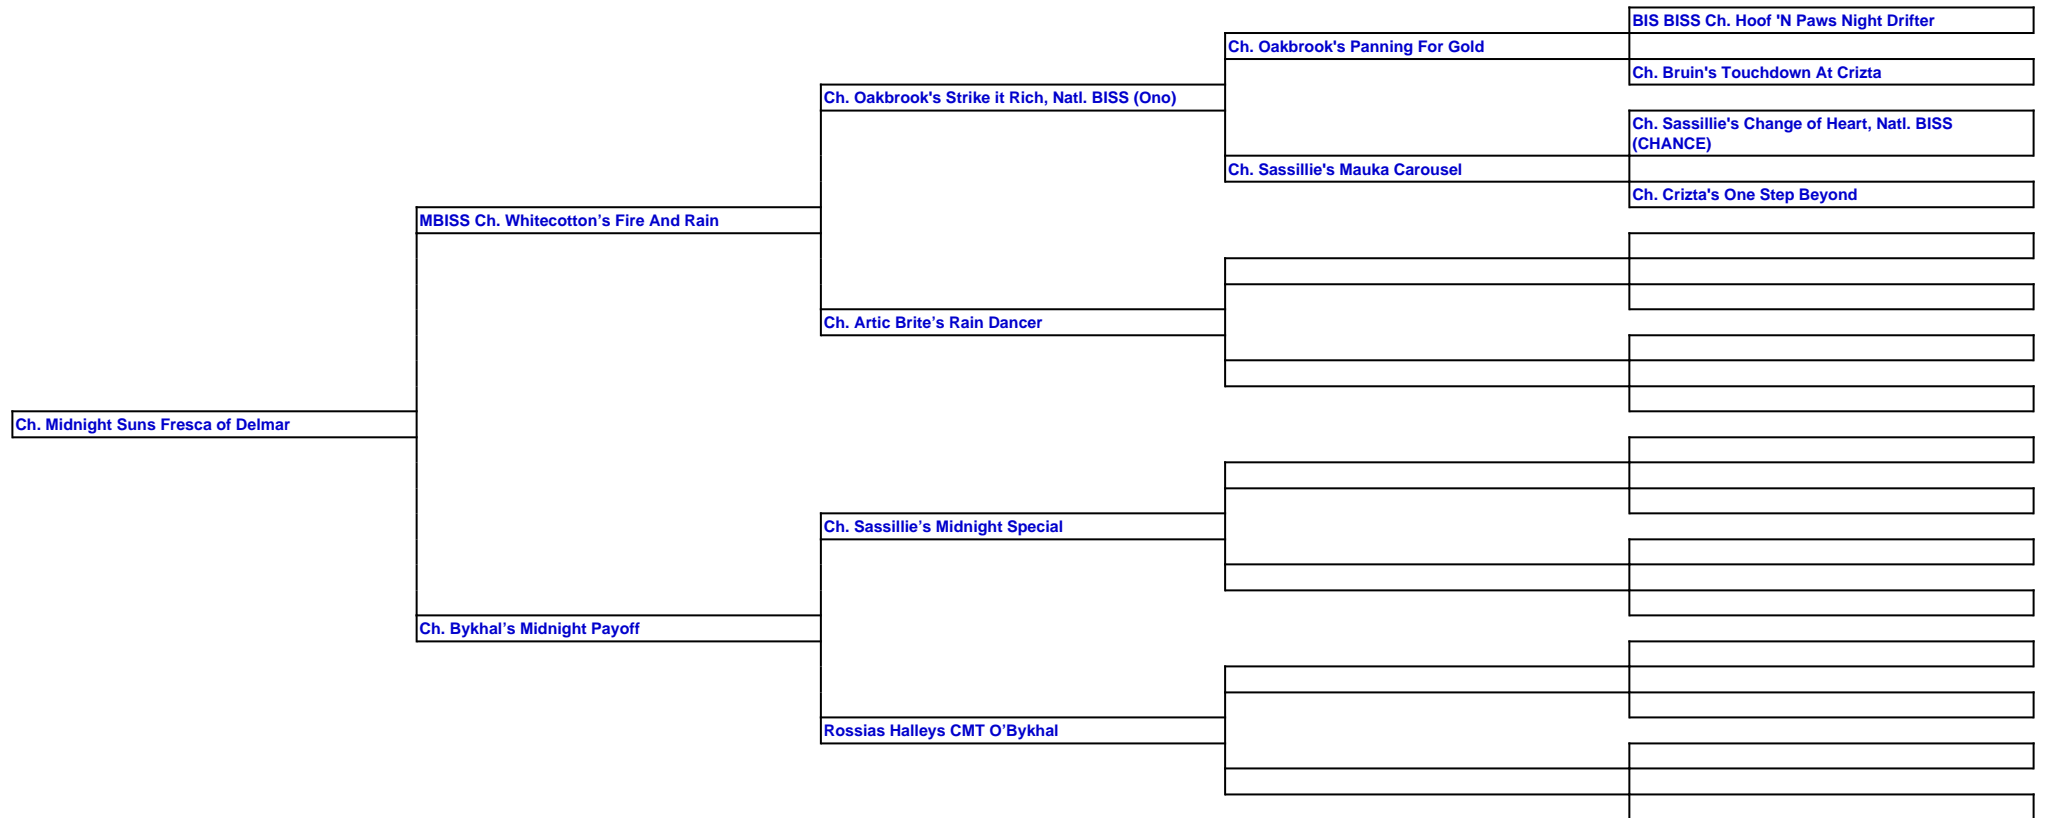 BIS BISS Ch. Hoof 'N Paws Night Drifter
Ch. Oakbrook's Panning For Gold
Ch. Bruin's Touchdown At Crizta
Ch. Oakbrook's Strike it Rich, Natl. BISS (Ono)
Ch. Sassillie's Change of Heart, Natl. BISS
(CHANCE)
Ch. Sassillie's Mauka Carousel
Ch. Crizta's One Step Beyond
MBISS Ch. Whitecotton’s Fire And Rain
Ch. Artic Brite’s Rain Dancer
Ch. Midnight Suns Fresca of Delmar
Ch. Sassillie’s Midnight Special
Ch. Bykhal’s Midnight Payoff
Rossias Halleys CMT O’Bykhal